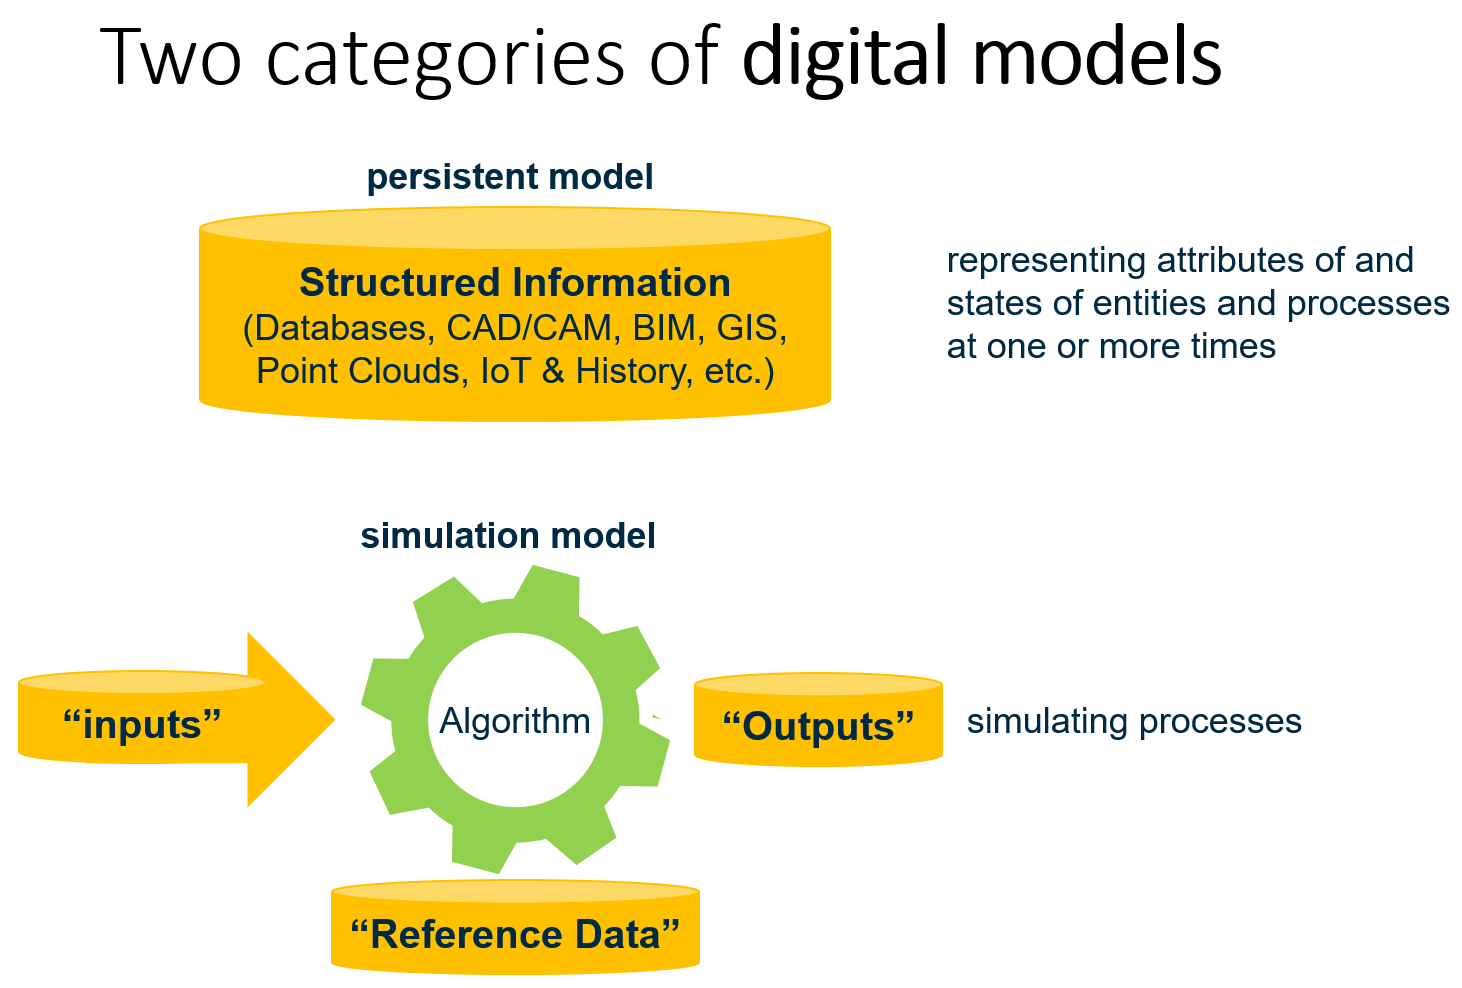 Two categories of digital models
persistent model
Structured Information
(Databases, CAD/CAM, BIM, GIS,
Point Clouds, IoT & History, etc.)
representing attributes of and
states of entities and processes
at one or more times
simulation model
“inputs”
Algorithm
“Outputs”
simulating processes
“Reference Data”